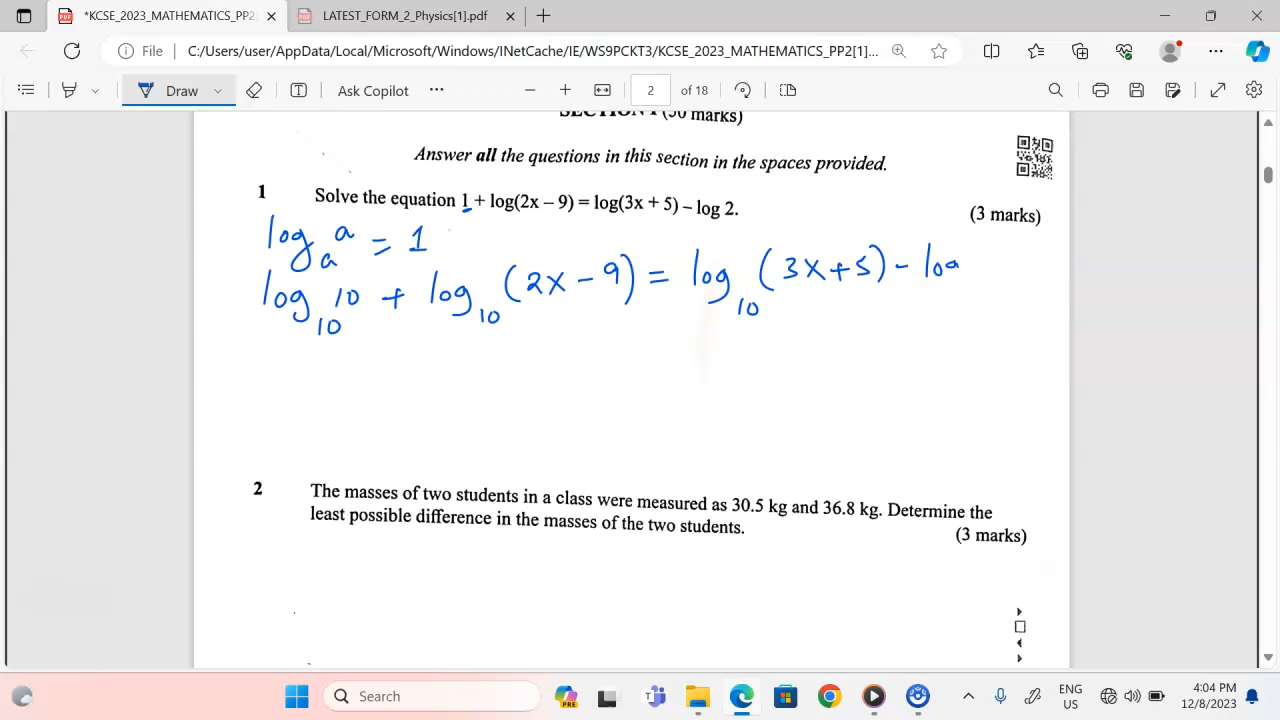 *KCSE_2023_MATHEMATICS_PP2
LATEST_FORM_2_Physics[1].pdf
File
C:/Users/user/AppData/Local/Microsoft/Windows/INetCache/IE/WS9PCKT3/KCSE_2023_MATHEMATICS_PP2[1]...
Draw
Ask Copilot
2 of 18
SECTION I (50 marks)
Answer all the questions in this section in the spaces provided.
1 Solve the equation 1 + log(2x – 9) = log(3x + 5) – log 2.
(3 marks)
log_a a = 1
log_10 10 + log_10 (2x - 9) = log_10 (3x+5) - log
2 The masses of two students in a class were measured as 30.5 kg and 36.8 kg. Determine the
least possible difference in the masses of the two students.
(3 marks)
Search
PRE
ENG
US
4:04 PM
12/8/2023